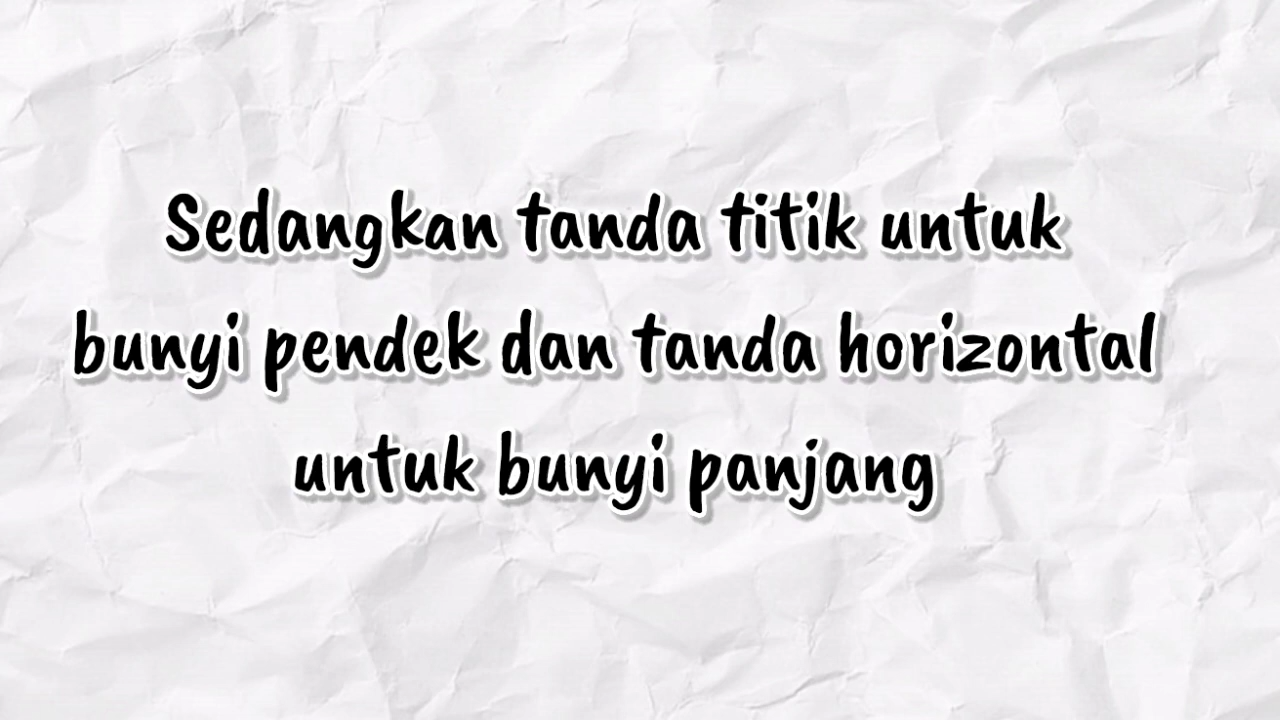 Sedangkan tanda titik untuk
bunyi pendek dan tanda horizontal
untuk bunyi panjang